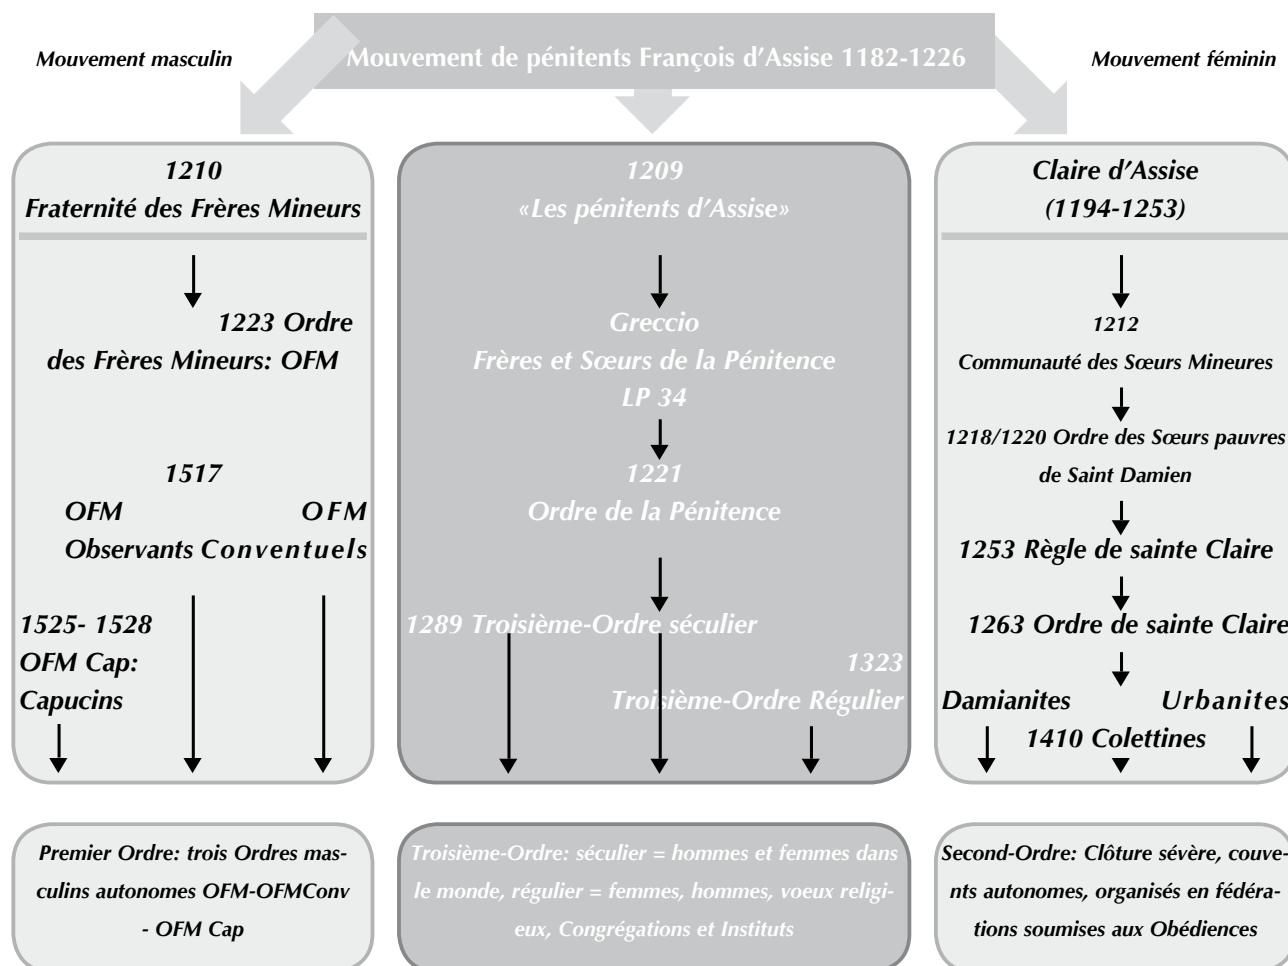 Mouvement masculin
Mouvement de pénitents François d'Assise 1182-1226
Mouvement féminin
1210
Fraternité des Frères Mineurs
1223 Ordre
des Frères Mineurs: OFM
1517
OFM OFM
Observants Conventuels
1525- 1528
OFM Cap:
Capucins
1209
«Les pénitents d'Assise»
Greccio
Frères et Sœurs de la Pénitence
LP 34
1221
Ordre de la Pénitence
1289 Troisième-Ordre séculier
1323
Troisième-Ordre Régulier
Claire d'Assise
(1194-1253)
1212
Communauté des Sœurs Mineures
1218/1220 Ordre des Sœurs pauvres
de Saint Damien
1253 Règle de sainte Claire
1263 Ordre de sainte Claire
Damianites Urbanites
1410 Colettines
Premier Ordre: trois Ordres mas-
culins autonomes OFM-OFMConv
- OFM Cap
Troisième-Ordre: séculier = hommes et femmes dans
le monde, régulier = femmes, hommes, voeux religi-
eux, Congrégations et Instituts
Second-Ordre: Clôture sévère, couve-
nts autonomes, organisés en fédéra-
tions soumises aux Obédiences